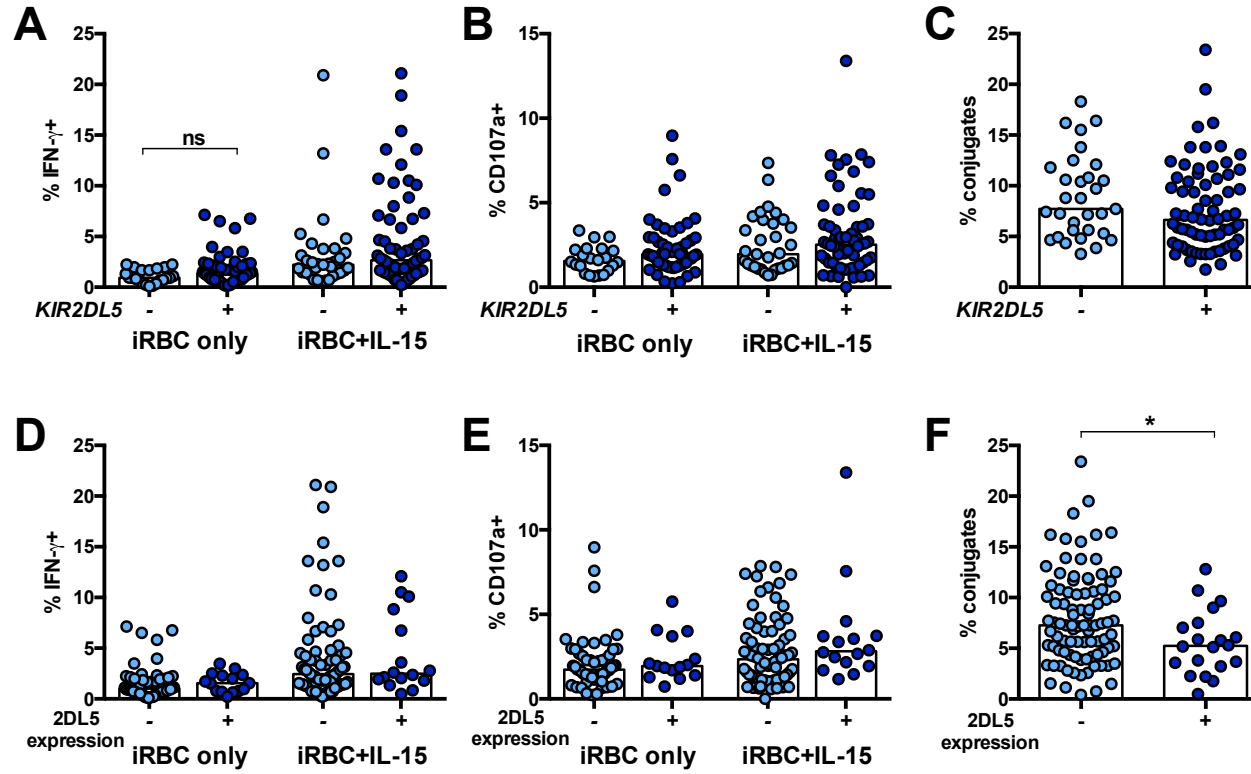 A
% IFN-γ+
25
20
15
10
5
0
ns
KIR2DL5 - + - +
iRBC only iRBC+IL-15
B
% CD107a+
15
10
5
0
KIR2DL5 - + - +
iRBC only iRBC+IL-15
C
% conjugates
25
20
15
10
5
0
KIR2DL5 - +
D
% IFN-γ+
25
20
15
10
5
0
2DL5 - + - +
expression
iRBC only iRBC+IL-15
E
% CD107a+
15
10
5
0
2DL5 - + - +
expression
iRBC only iRBC+IL-15
F
% conjugates
25
20
15
10
5
0
*
2DL5 - +
expression